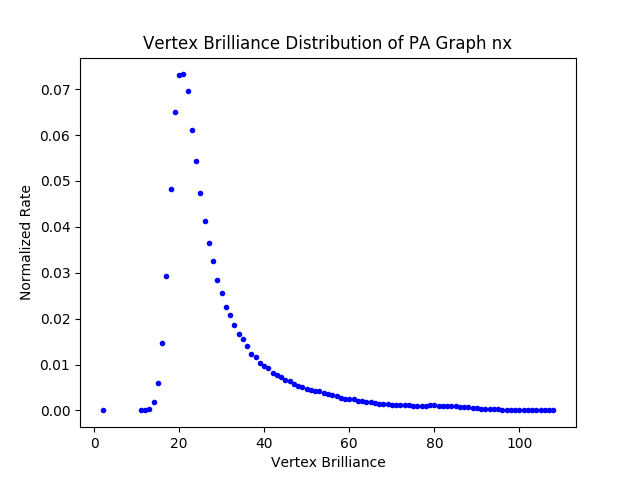 Vertex Brilliance Distribution of PA Graph nx
0.07
0.06
0.05
0.04
0.03
0.02
0.01
0.00
Normalized Rate
0 20 40 60 80 100
Vertex Brilliance